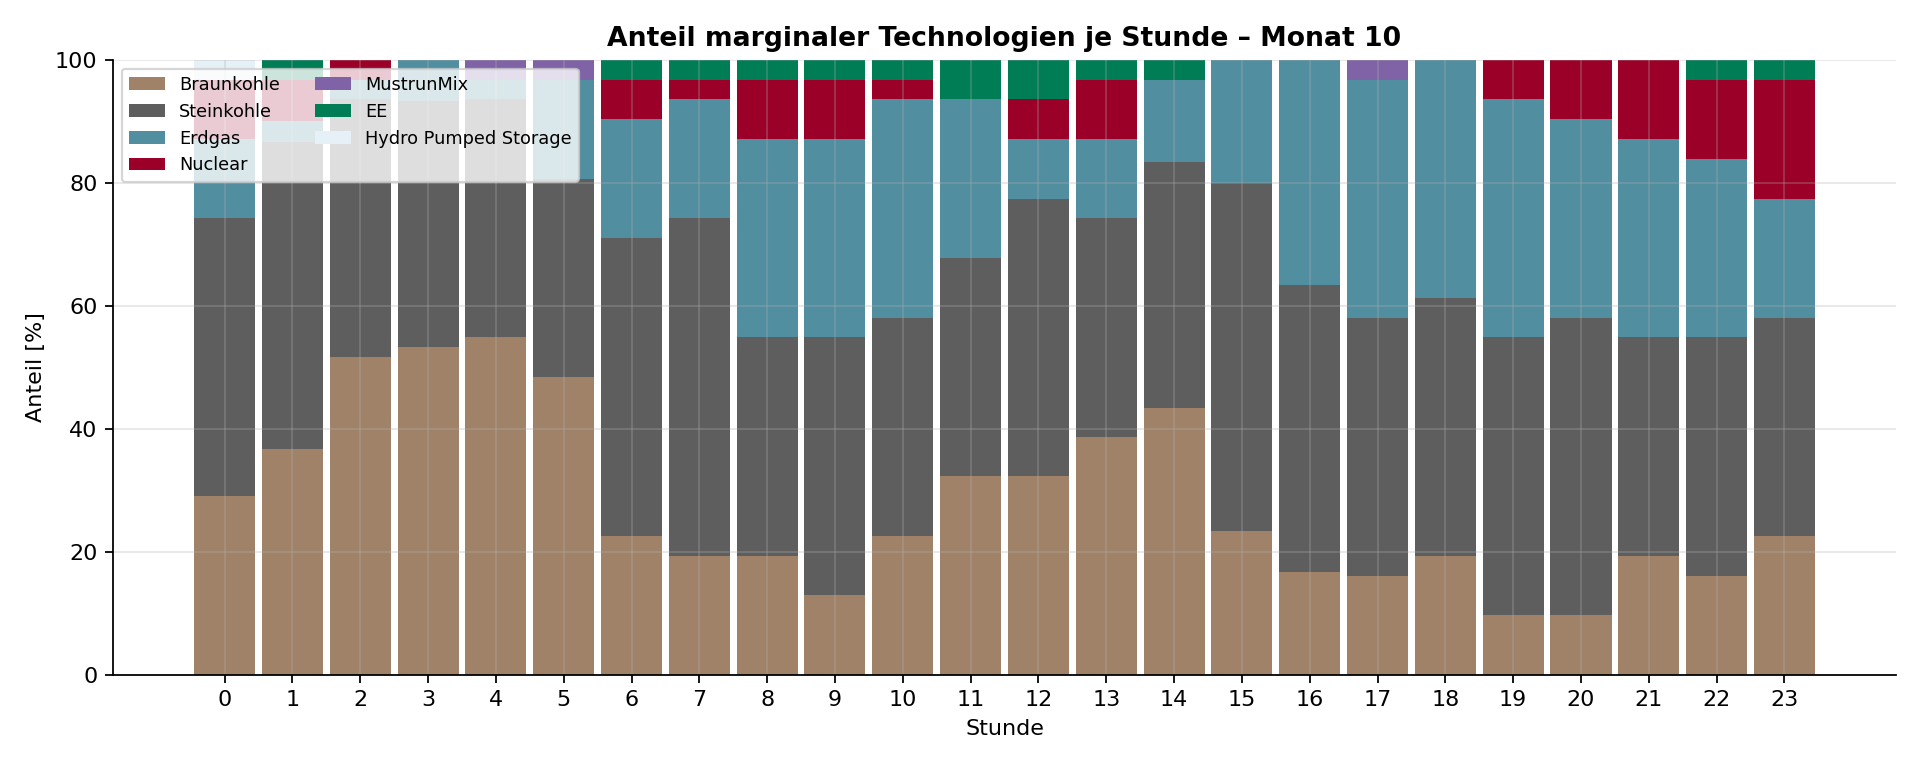 Anteil marginaler Technologien je Stunde – Monat 10
Anteil [%]
100
80
60
40
20
0
Braunkohle
Steinkohle
Erdgas
Nuclear
MustrunMix
EE
Hydro Pumped Storage
0 1 2 3 4 5 6 7 8 9 10 11 12 13 14 15 16 17 18 19 20 21 22 23
Stunde